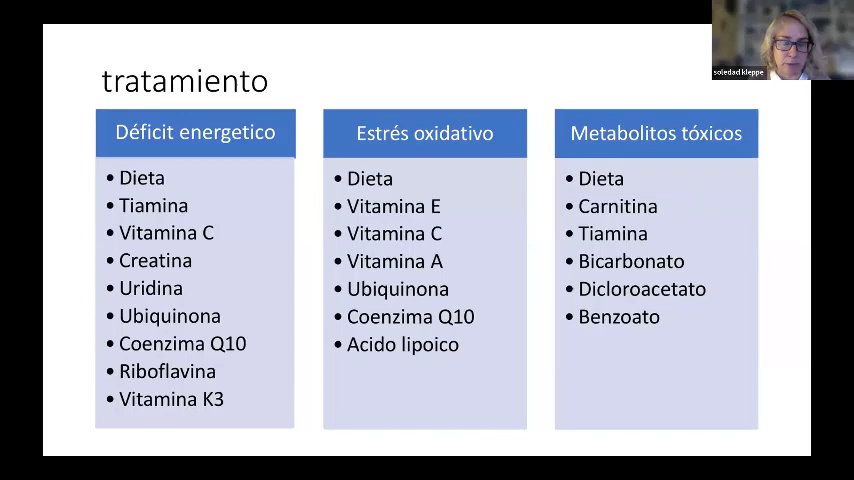 soledad kleppe
tratamiento
Déficit energetico
• Dieta
• Tiamina
• Vitamina C
• Creatina
• Uridina
• Ubiquinona
• Coenzima Q10
• Riboflavina
• Vitamina K3
Estrés oxidativo
• Dieta
• Vitamina E
• Vitamina C
• Vitamina A
• Ubiquinona
• Coenzima Q10
• Acido lipoico
Metabolitos tóxicos
• Dieta
• Carnitina
• Tiamina
• Bicarbonato
• Dicloroacetato
• Benzoato